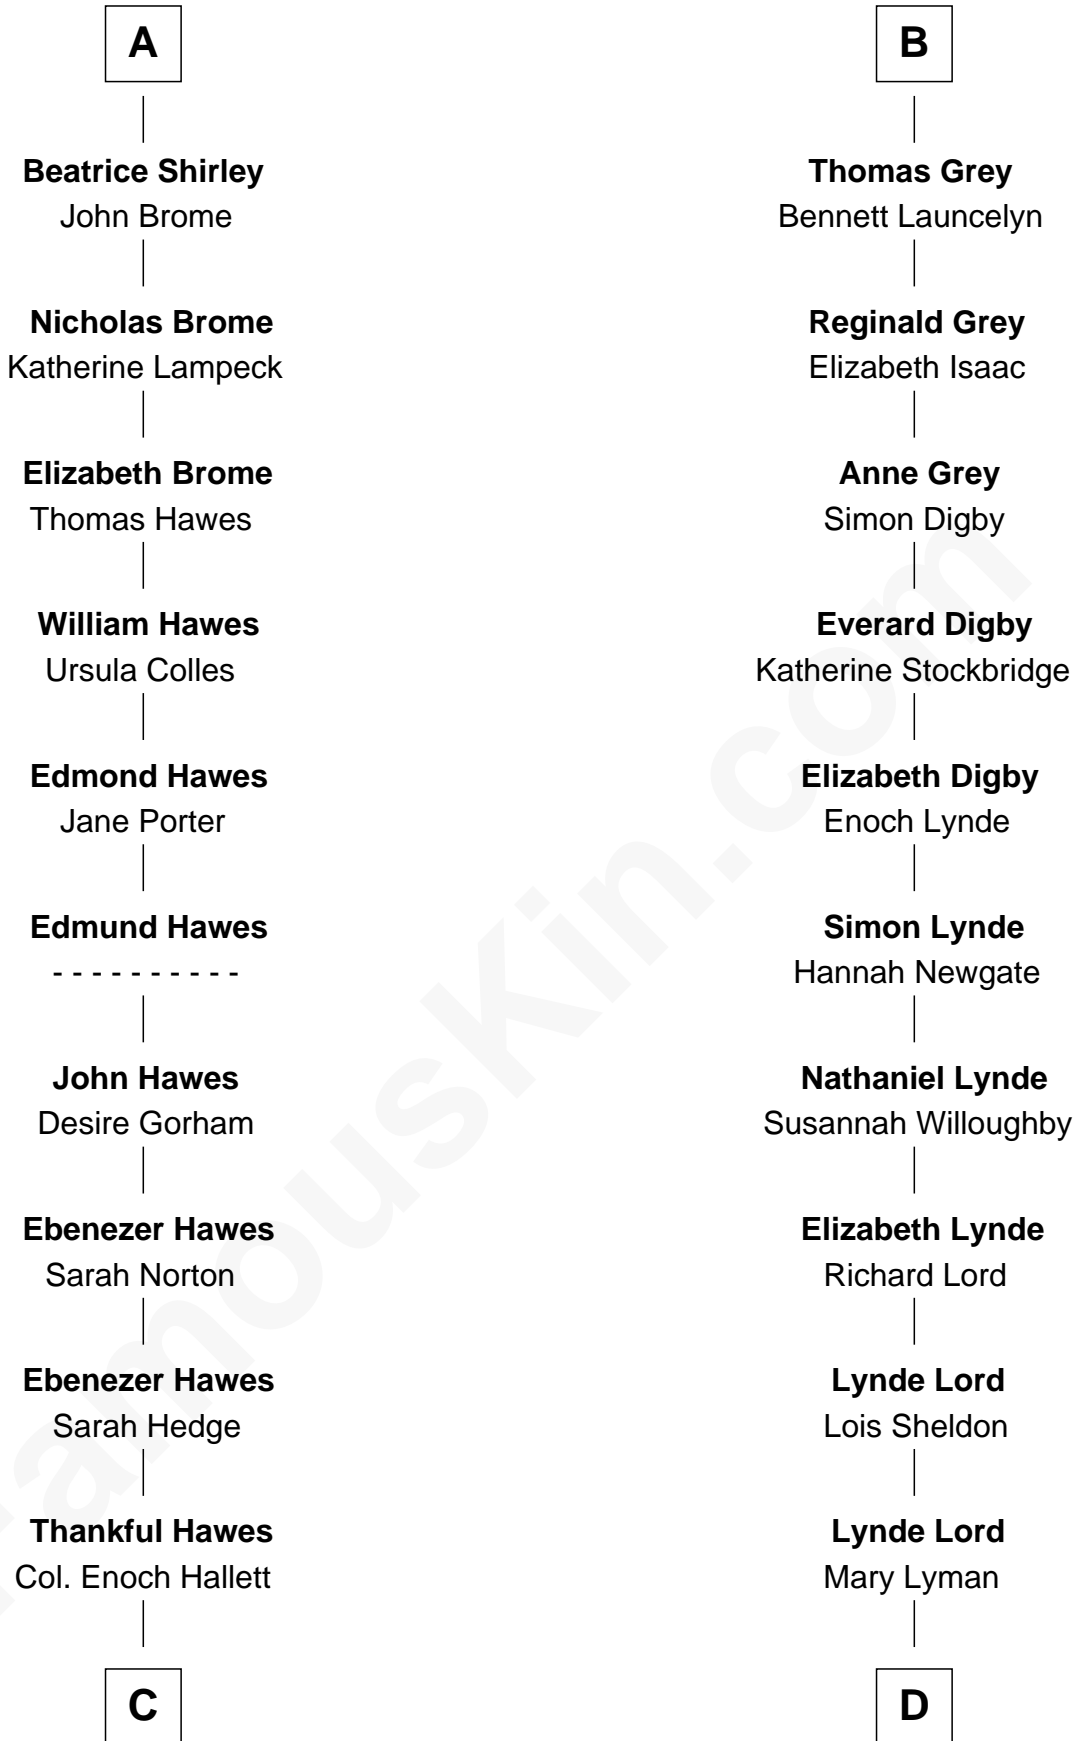 A
Beatrice Shirley
John Brome
Nicholas Brome
Katherine Lampeck
Elizabeth Brome
Thomas Hawes
William Hawes
Ursula Colles
Edmond Hawes
Jane Porter
Edmund Hawes
- - - - - - - - - -
John Hawes
Desire Gorham
Ebenezer Hawes
Sarah Norton
Ebenezer Hawes
Sarah Hedge
Thankful Hawes
Col. Enoch Hallett
C
B
Thomas Grey
Bennett Launcelyn
Reginald Grey
Elizabeth Isaac
Anne Grey
Simon Digby
Everard Digby
Katherine Stockbridge
Elizabeth Digby
Enoch Lynde
Simon Lynde
Hannah Newgate
Nathaniel Lynde
Susannah Willoughby
Elizabeth Lynde
Richard Lord
Lynde Lord
Lois Sheldon
Lynde Lord
Mary Lyman
D
FamousKin.com